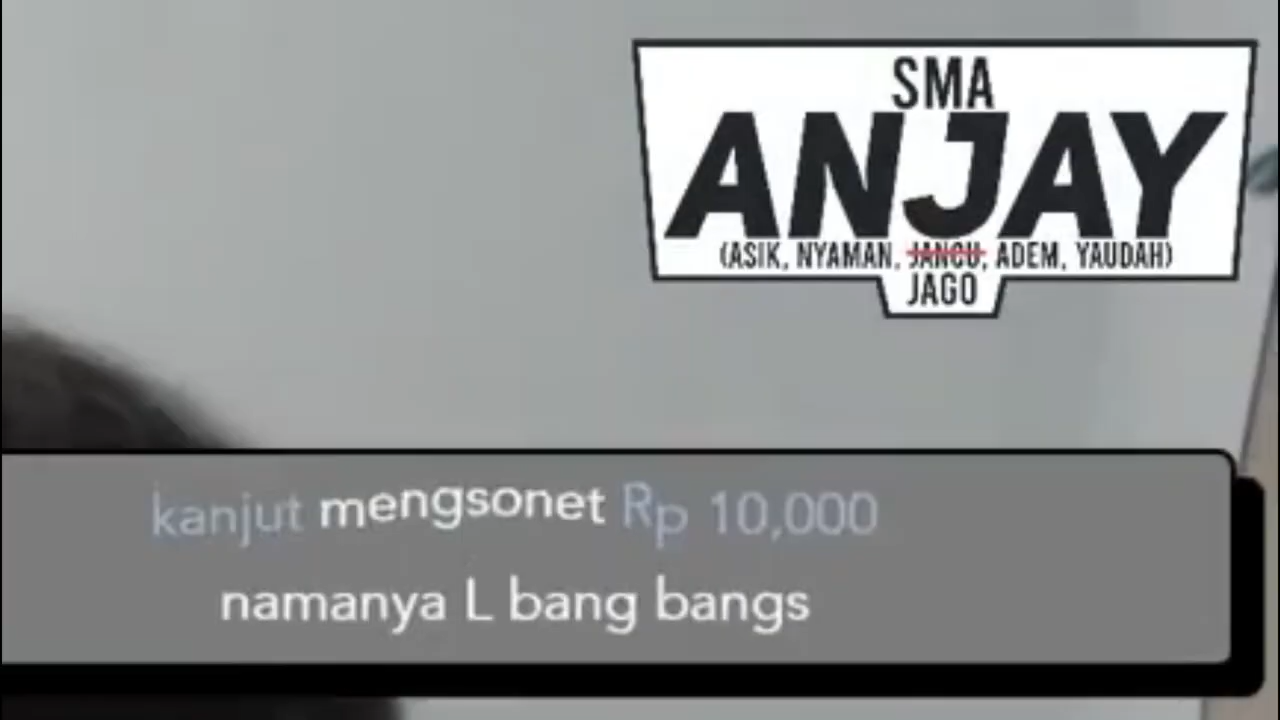 SMA
ANJAY
(ASIK, NYAMAN, JANCU, ADEM, YAUDAH)
JAGO
kanjut mengsonet Rp 10,000
namanya L bang bangs